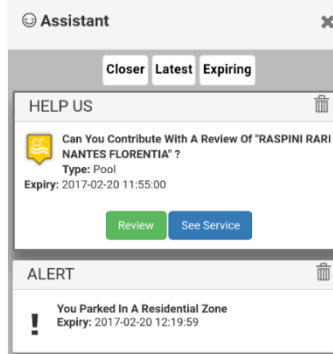 Assistant
Closer Latest Expiring
HELP US
Can You Contribute With A Review Of "RASPINI RARI
NANTES FLORENTIA" ?
Type: Pool
Expiry: 2017-02-20 11:55:00
Review See Service
ALERT
You Parked In A Residential Zone
Expiry: 2017-02-20 12:19:59